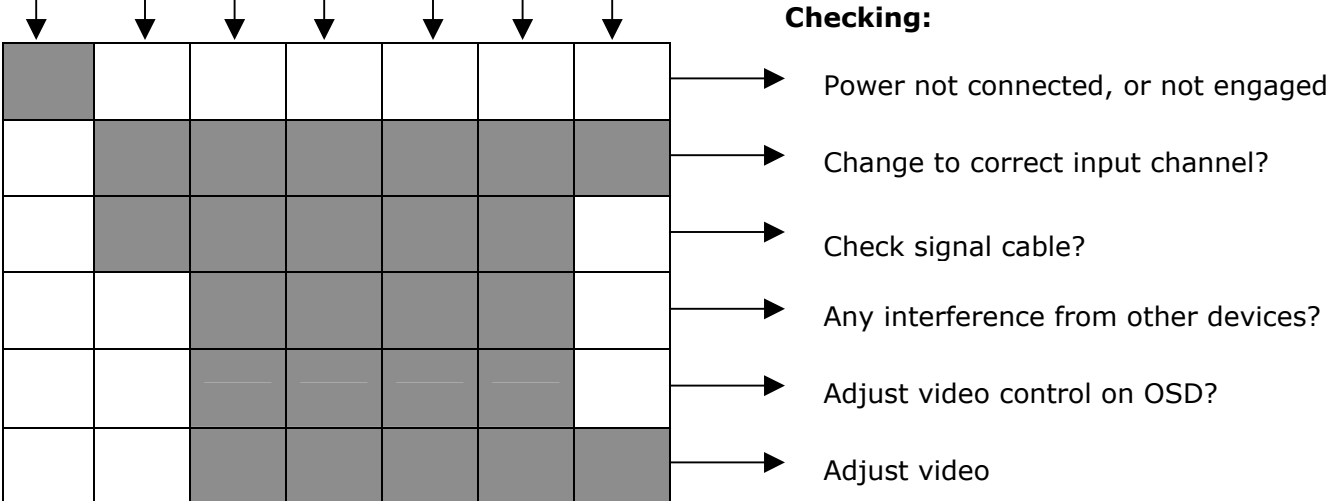 Checking:
Power not connected, or not engaged
Change to correct input channel?
Check signal cable?
Any interference from other devices?
Adjust video control on OSD?
Adjust video